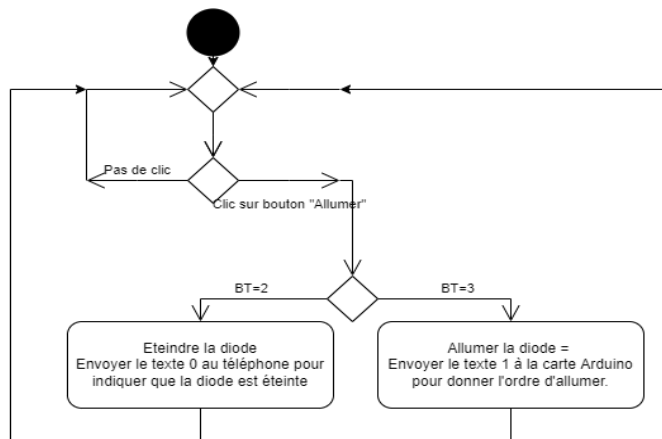 Pas de clic
Clic sur bouton "Allumer"
BT=2
BT=3
Eteindre la diode
Envoyer le texte 0 au téléphone pour
indiquer que la diode est éteinte
Allumer la diode =
Envoyer le texte 1 à la carte Arduino
pour donner l'ordre d'allumer.